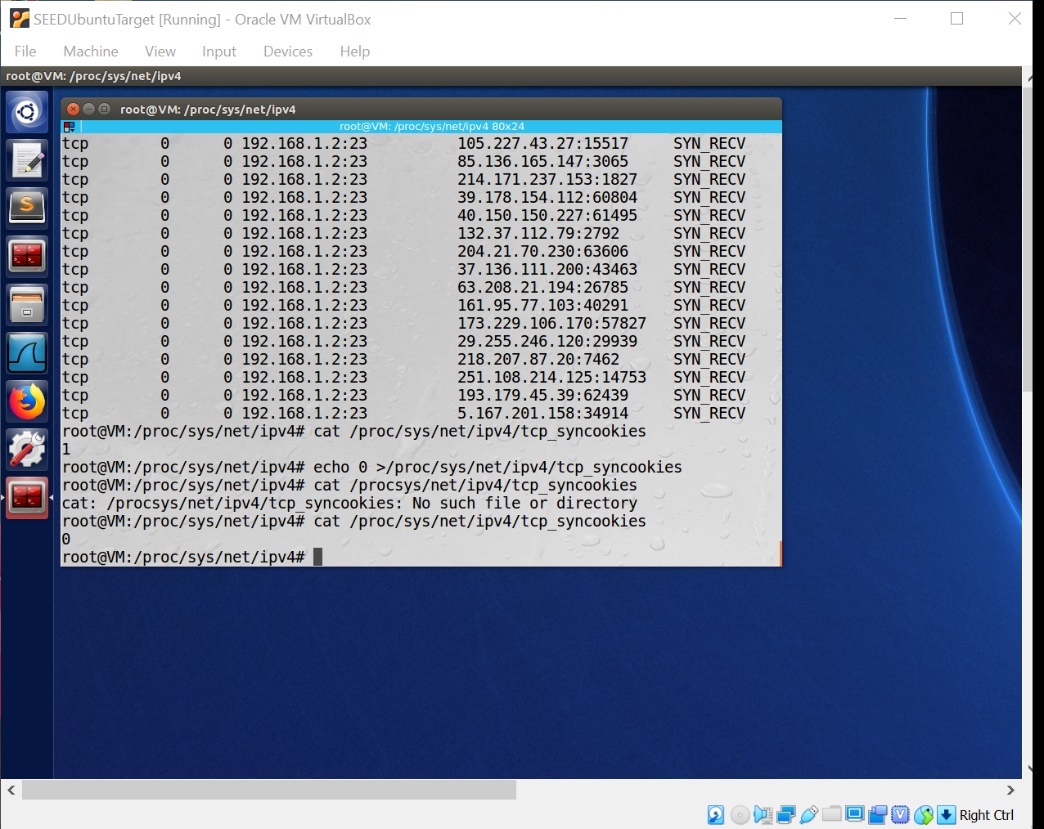 SEEDUbuntuTarget [Running] - Oracle VM VirtualBox
File Machine View Input Devices Help
root@VM: /proc/sys/net/ipv4
root@VM: /proc/sys/net/ipv4
root@VM: /proc/sys/net/ipv4 80x24
tcp 0 0 192.168.1.2:23 105.227.43.27:15517 SYN_RECV
tcp 0 0 192.168.1.2:23 85.136.165.147:3065 SYN_RECV
tcp 0 0 192.168.1.2:23 214.171.237.153:1827 SYN_RECV
tcp 0 0 192.168.1.2:23 39.178.154.112:60804 SYN_RECV
tcp 0 0 192.168.1.2:23 40.150.150.227:61495 SYN_RECV
tcp 0 0 192.168.1.2:23 132.37.112.79:2792 SYN_RECV
tcp 0 0 192.168.1.2:23 204.21.70.230:63606 SYN_RECV
tcp 0 0 192.168.1.2:23 37.136.111.200:43463 SYN_RECV
tcp 0 0 192.168.1.2:23 63.208.21.194:26785 SYN_RECV
tcp 0 0 192.168.1.2:23 161.95.77.103:40291 SYN_RECV
tcp 0 0 192.168.1.2:23 173.229.106.170:57827 SYN_RECV
tcp 0 0 192.168.1.2:23 29.255.246.120:29939 SYN_RECV
tcp 0 0 192.168.1.2:23 218.207.87.20:7462 SYN_RECV
tcp 0 0 192.168.1.2:23 251.108.214.125:14753 SYN_RECV
tcp 0 0 192.168.1.2:23 193.179.45.39:62439 SYN_RECV
tcp 0 0 192.168.1.2:23 5.167.201.158:34914 SYN_RECV
root@VM:/proc/sys/net/ipv4# cat /proc/sys/net/ipv4/tcp_syncookies
1
root@VM:/proc/sys/net/ipv4# echo 0 >/proc/sys/net/ipv4/tcp_syncookies
root@VM:/proc/sys/net/ipv4# cat /procsys/net/ipv4/tcp_syncookies
cat: /procsys/net/ipv4/tcp_syncookies: No such file or directory
root@VM:/proc/sys/net/ipv4# cat /proc/sys/net/ipv4/tcp_syncookies
0
root@VM:/proc/sys/net/ipv4#
Right Ctrl